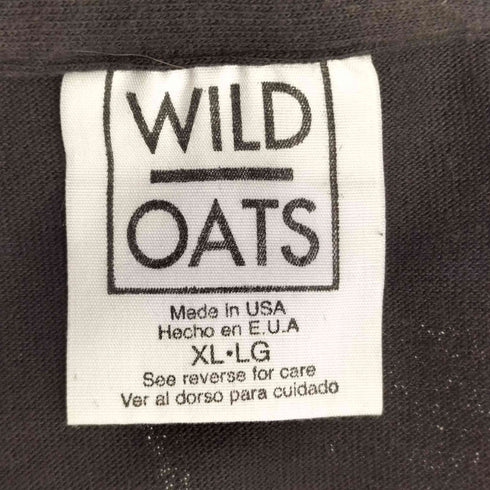 WILD
OATS
Made in USA
Hecho en E.U.A
XL•LG
See reverse for care
Ver al dorso para cuidado